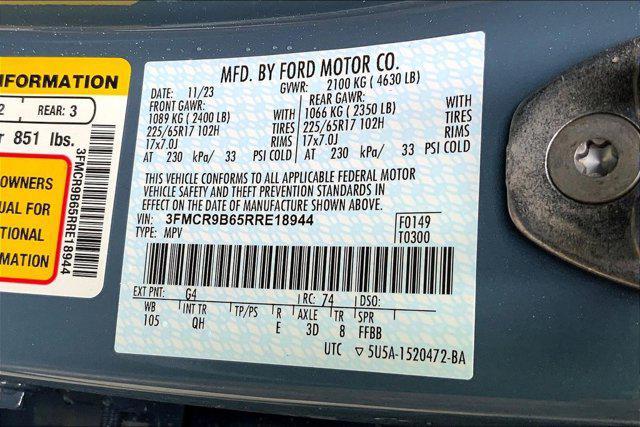 INFORMATION
2 REAR: 3
r 851 lbs.
OWNERS
UAL FOR
TIONAL
MATION
3FMCR9B65RRE18944
MFD. BY FORD MOTOR CO.
DATE: 11/23 GVWR: 2100 KG ( 4630 LB)
FRONT GAWR: REAR GAWR:
1089 KG ( 2400 LB) 1066 KG ( 2350 LB)
225/65R17 102H TIRES 225/65R17 102H TIRES
17x7.0J RIMS 17x7.0J RIMS
AT 230 kPa/ 33 PSI COLD AT 230 kPa/ 33 PSI COLD
THIS VEHICLE CONFORMS TO ALL APPLICABLE FEDERAL MOTOR
VEHICLE SAFETY AND THEFT PREVENTION STANDARDS IN
EFFECT ON THE DATE OF MANUFACTURE SHOWN ABOVE.
VIN: 3FMCR9B65RRE18944 F0149
TYPE: MPV T0300
EXT PNT: G4 RC: 74 DSO:
WB INT TR TP/PS R AXLE TR SPR
105 QH E 3D 8 FFBB
UTC 5U5A-1520472-BA